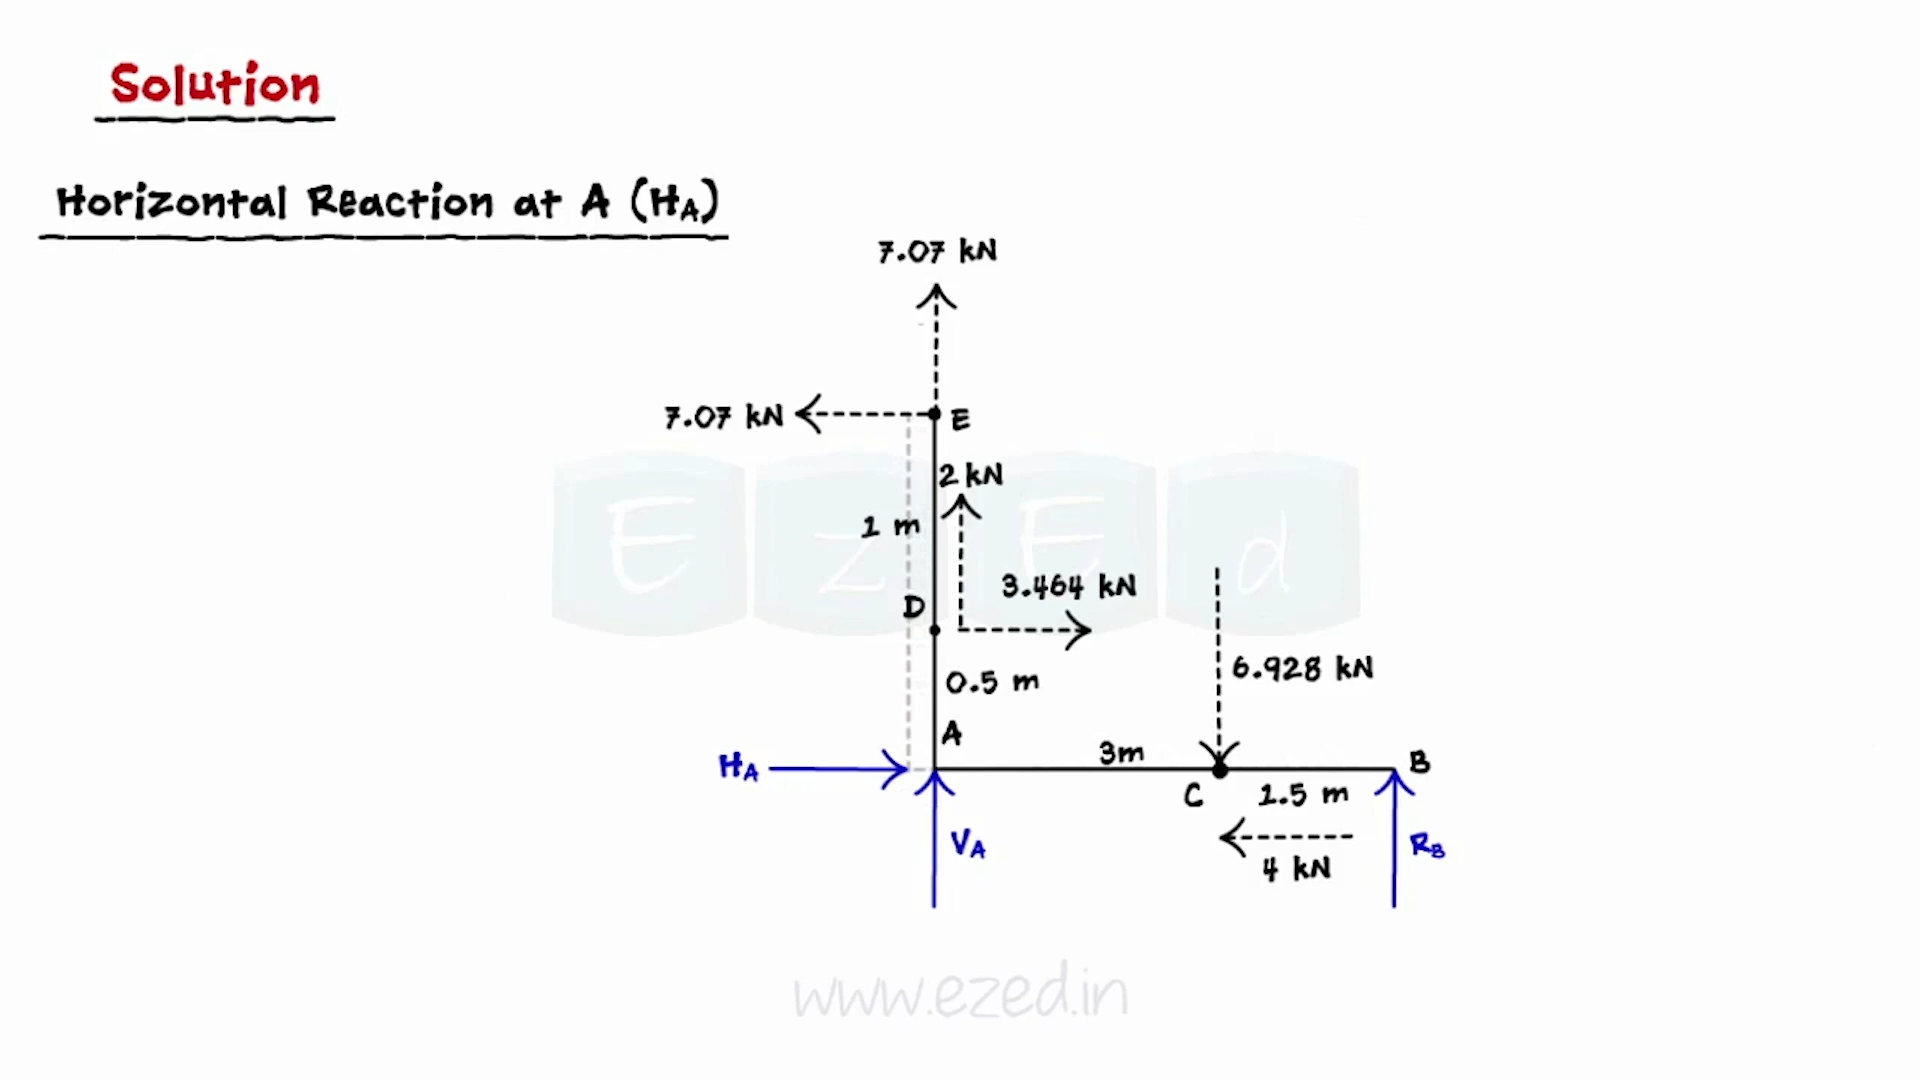 Solution
Horizontal Reaction at A (HA)
7.07 kN
7.07 kN
E
2 kN
1 m
3.464 kN
D
6.928 kN
0.5 m
A
3m
B
HA
C
1.5 m
VA
RB
4 kN
E z E d
www.ezed.in